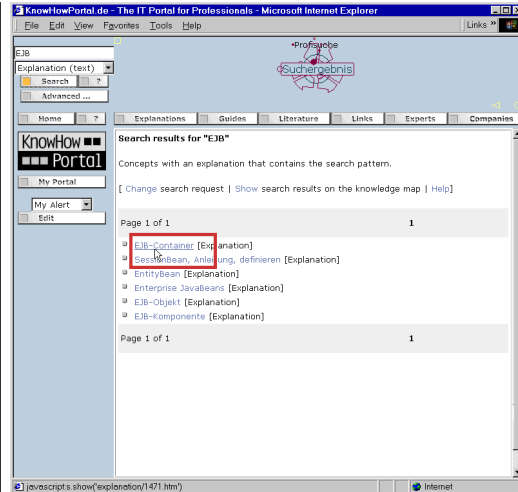 KnowHowPortal.de - The IT Portal for Professionals - Microsoft Internet Explorer
File Edit View Favorites Tools Help Links »
EJB
Explanation (text)
Search ?
Advanced ...
Profisuche
Suchergebnis
Home ? Explanations Guides Literature Links Experts Companies
KnowHow
Portal
My Portal
My Alert
Edit
Search results for "EJB"
Concepts with an explanation that contains the search pattern.
[ Change search request | Show search results on the knowledge map | Help]
Page 1 of 1 1
EJB-Container [Explanation]
SessionBean, Anleitung, definieren [Explanation]
EntityBean [Explanation]
Enterprise JavaBeans [Explanation]
EJB-Objekt [Explanation]
EJB-Komponente [Explanation]
Page 1 of 1 1
javascript:s.show('explanation/1471.htm') Internet